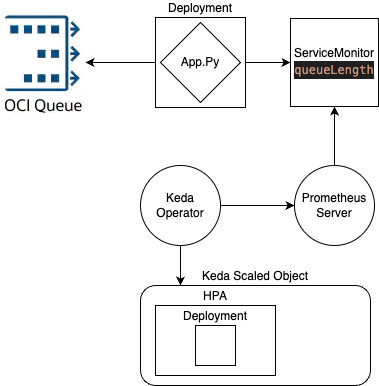 Deployment
App.Py
ServiceMonitor
queueLength
OCI Queue
Keda
Operator
Prometheus
Server
Keda Scaled Object
HPA
Deployment